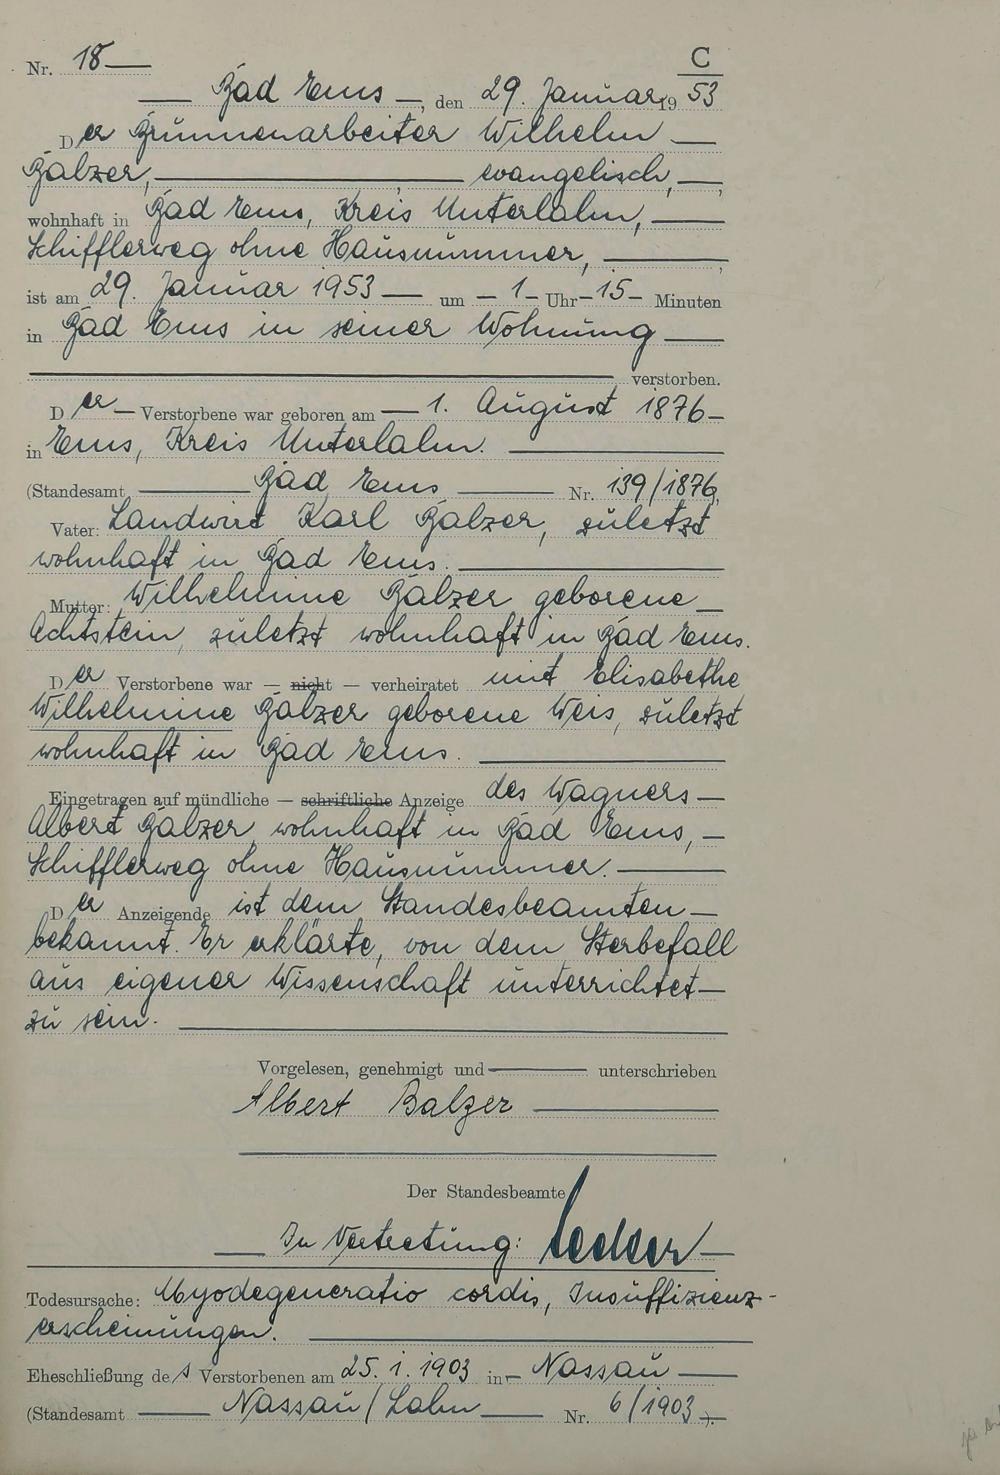 Nr. 18 C
Bad Ems, den 29. Januar 1953
Der Brunnenarbeiter Wilhelm
Balzer, evangelisch,
wohnhaft in Bad Ems, Kreis Unterlahn,
Schifflerweg ohne Hausnummer,
ist am 29. Januar 1953 um - 1 - Uhr - 15 - Minuten
in Bad Ems in seiner Wohnung
verstorben.
Der Verstorbene war geboren am 1. August 1876
in Ems, Kreis Unterlahn.
(Standesamt Bad Ems Nr. 139/1876)
Vater: Landwirt Karl Balzer, zuletzt
wohnhaft in Bad Ems.
Mutter: Wilhelmine Balzer geborene
Achtstein, zuletzt wohnhaft in Bad Ems.
Der Verstorbene war — nicht — verheiratet mit Elisabethe
Wilhelmine Balzer geborene Weis, zuletzt
wohnhaft in Bad Ems.
Eingetragen auf mündliche — schriftliche Anzeige des Wagners
Albert Balzer, wohnhaft in Bad Ems,
Schifflerweg ohne Hausnummer.
Der Anzeigende ist dem Standesbeamten
bekannt. Er erklärte, von dem Sterbefall
aus eigener Wissenschaft unterrichtet
zu sein.
Vorgelesen, genehmigt und unterschrieben
Albert Balzer
Der Standesbeamte
In Vertretung:
Todesursache: Myodegeneratio cordis, Insuffizienz-
erscheinungen.
Eheschließung des Verstorbenen am 25. 1. 1903 in Nassau
(Standesamt Nassau/Lahn Nr. 6/1903).